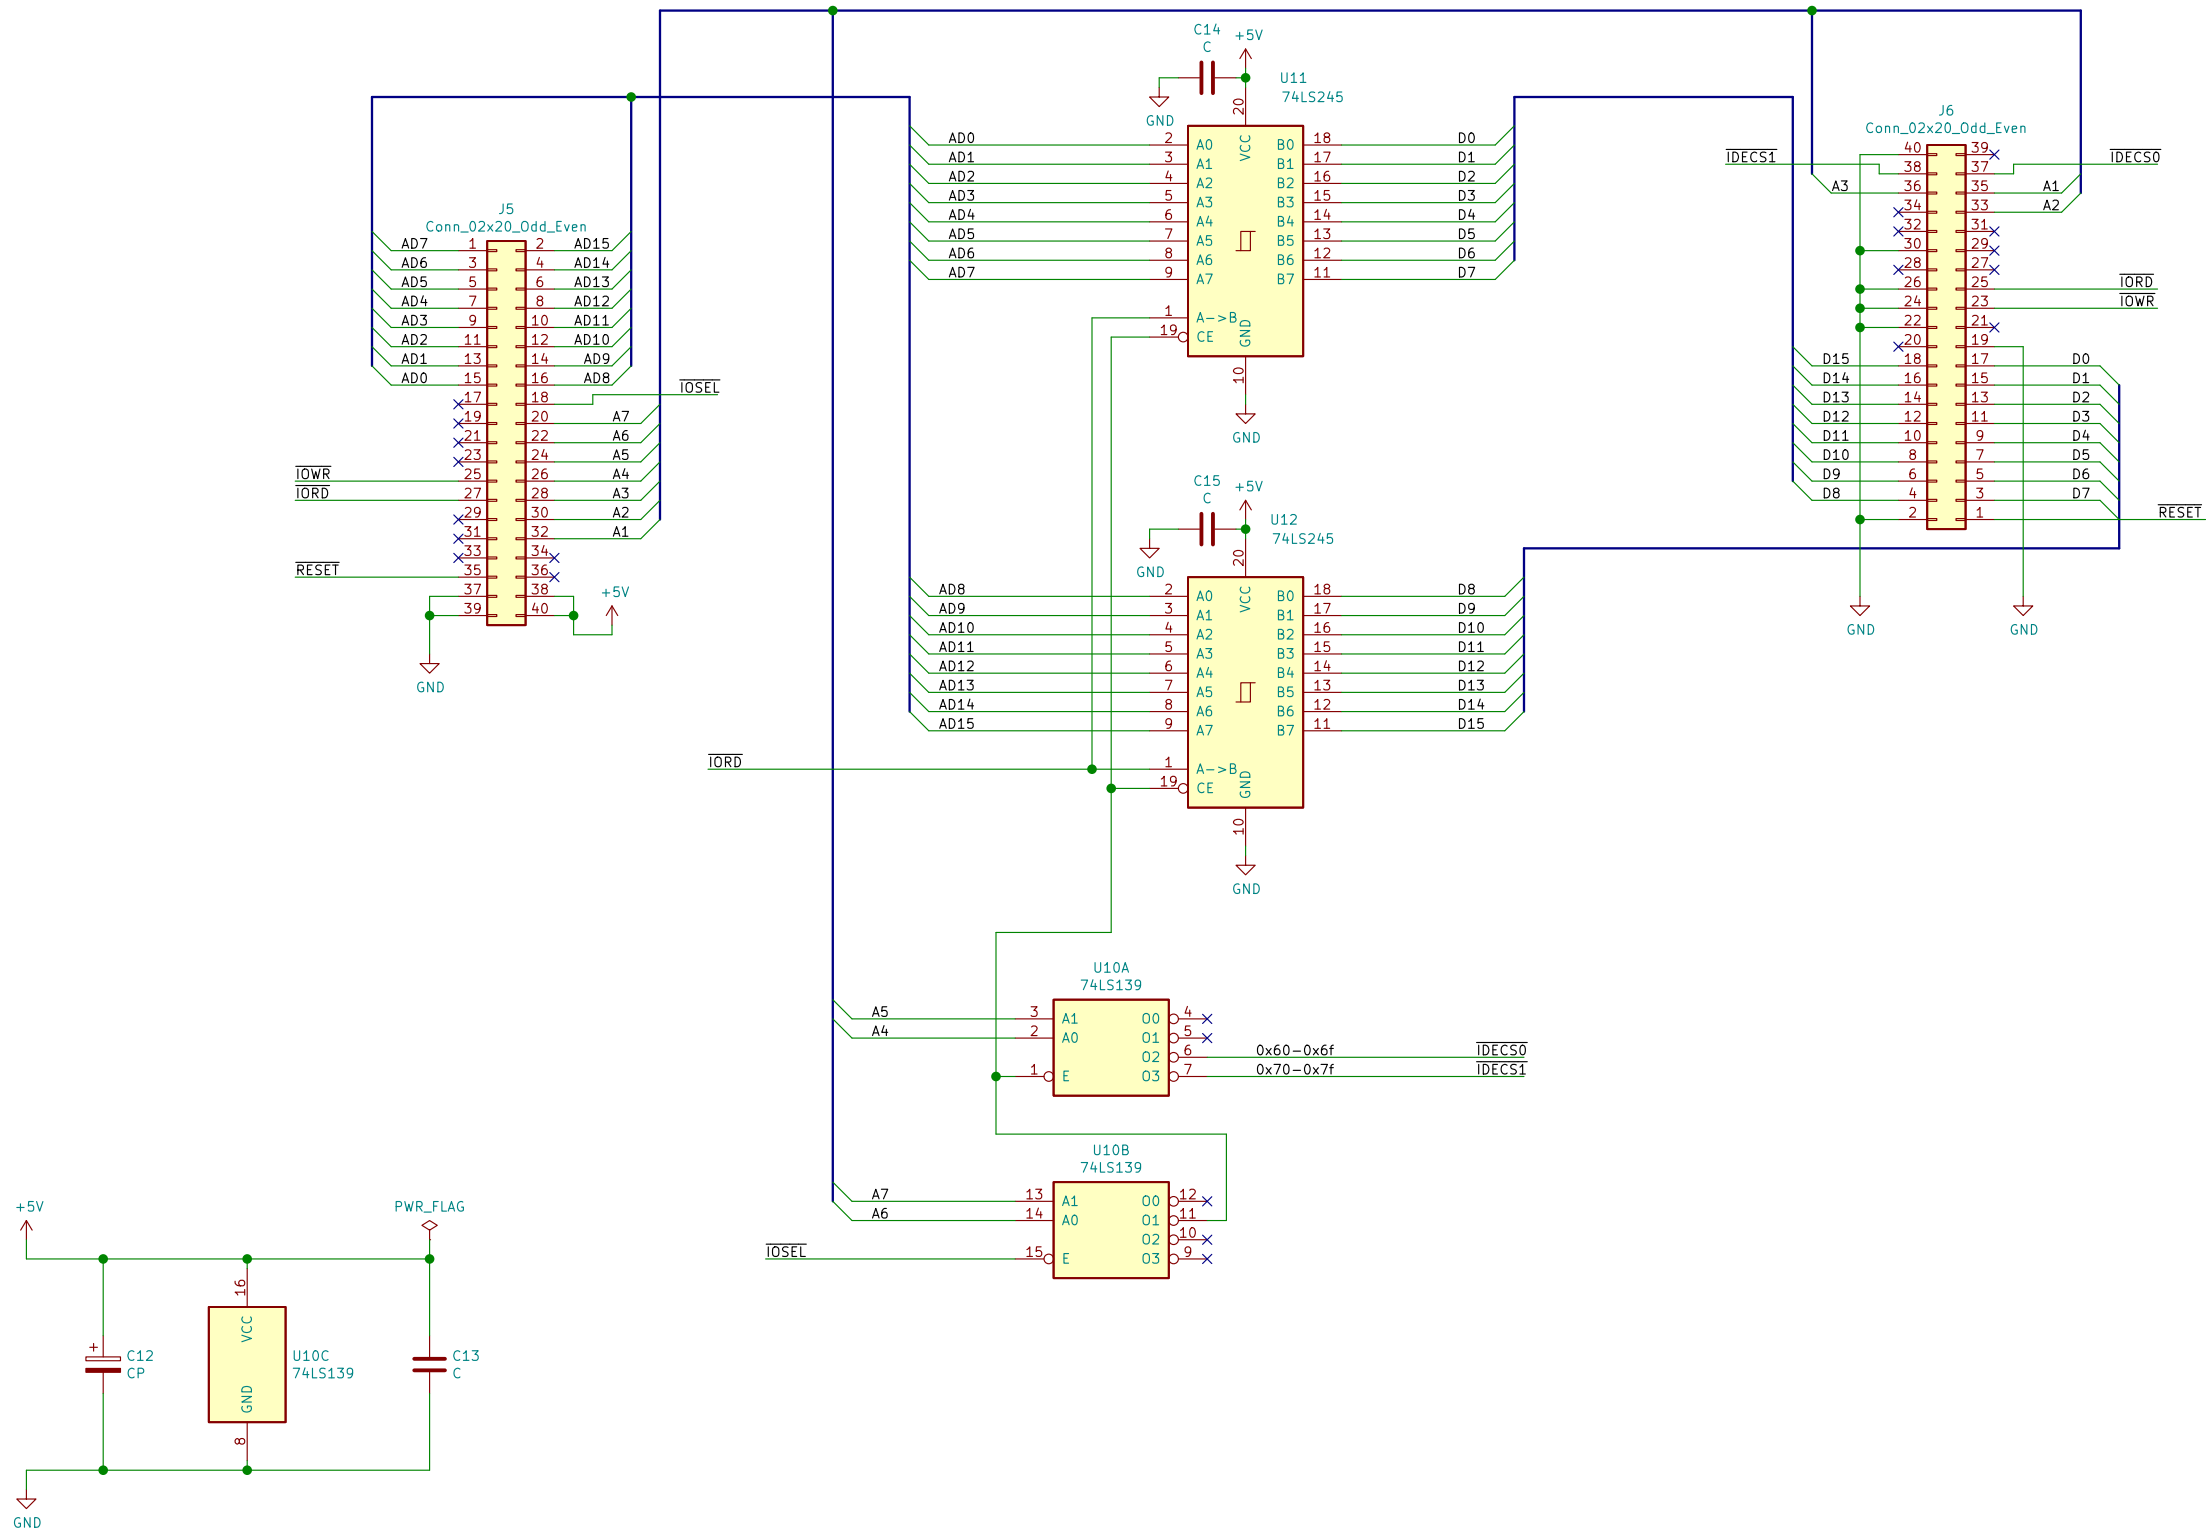 C14
C
+5V
GND
U11
74LS245
AD0 2 A0 B0 18 D0
AD1 3 A1 B1 17 D1
AD2 4 A2 B2 16 D2
AD3 5 A3 B3 15 D3
AD4 6 A4 B4 14 D4
AD5 7 A5 B5 13 D5
AD6 8 A6 B6 12 D6
AD7 9 A7 B7 11 D7
1 A->B
19 CE
20 VCC
GND 10
GND
J5
Conn_02x20_Odd_Even
AD7 1 2 AD15
AD6 3 4 AD14
AD5 5 6 AD13
AD4 7 8 AD12
AD3 9 10 AD11
AD2 11 12 AD10
AD1 13 14 AD9
AD0 15 16 AD8
17 18 IOSEL
19 20 A7
21 22 A6
23 24 A5
IOWR 25 26 A4
IORD 27 28 A3
29 30 A2
31 32 A1
33 34
RESET 35 36
37 38 +5V
39 40
GND
J6
Conn_02x20_Odd_Even
40 39
IDECS1 38 37 IDECS0
A3 36 35 A1
34 33 A2
32 31
30 29
28 27
26 25 IORD
24 23 IOWR
22 21
20 19
D15 18 17 D0
D14 16 15 D1
D13 14 13 D2
D12 12 11 D3
D11 10 9 D4
D10 8 7 D5
D9 6 5 D6
D8 4 3 D7
2 1 RESET
GND
GND
C15
C
+5V
GND
U12
74LS245
AD8 2 A0 B0 18 D8
AD9 3 A1 B1 17 D9
AD10 4 A2 B2 16 D10
AD11 5 A3 B3 15 D11
AD12 6 A4 B4 14 D12
AD13 7 A5 B5 13 D13
AD14 8 A6 B6 12 D14
AD15 9 A7 B7 11 D15
IORD 1 A->B
19 CE
20 VCC
GND 10
GND
U10A
74LS139
A5 3 A1 O0 4
A4 2 A0 O1 5
O2 6 0x60-0x6f IDECS0
1 E O3 7 0x70-0x7f IDECS1
U10B
74LS139
A7 13 A1 O0 12
A6 14 A0 O1 11
O2 10
IOSEL 15 E O3 9
+5V
PWR_FLAG
16 VCC
+
C12
CP
U10C
74LS139
C13
C
GND 8
GND